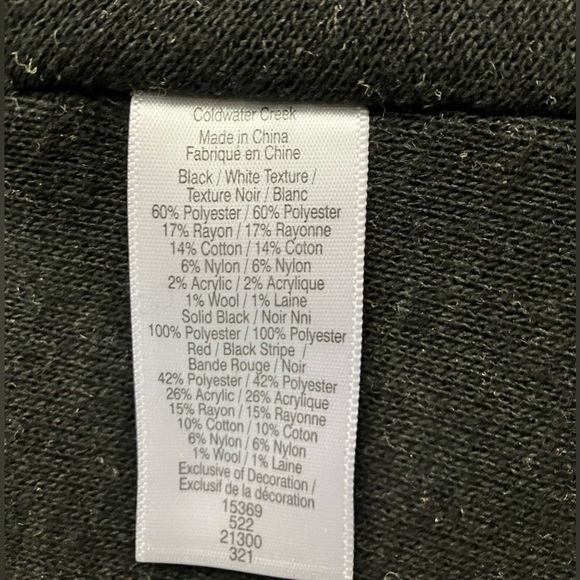 Coldwater Creek
Made in China
Fabriqué en Chine
Black / White Texture /
Texture Noir / Blanc
60% Polyester / 60% Polyester
17% Rayon / 17% Rayonne
14% Cotton / 14% Coton
6% Nylon / 6% Nylon
2% Acrylic / 2% Acrylique
1% Wool / 1% Laine
Solid Black / Noir Nni
100% Polyester / 100% Polyester
Red / Black Stripe /
Bande Rouge / Noir
42% Polyester / 42% Polyester
26% Acrylic / 26% Acrylique
15% Rayon / 15% Rayonne
10% Cotton / 10% Coton
6% Nylon / 6% Nylon
1% Wool / 1% Laine
Exclusive of Decoration /
Exclusif de la décoration
15369
522
21300
321